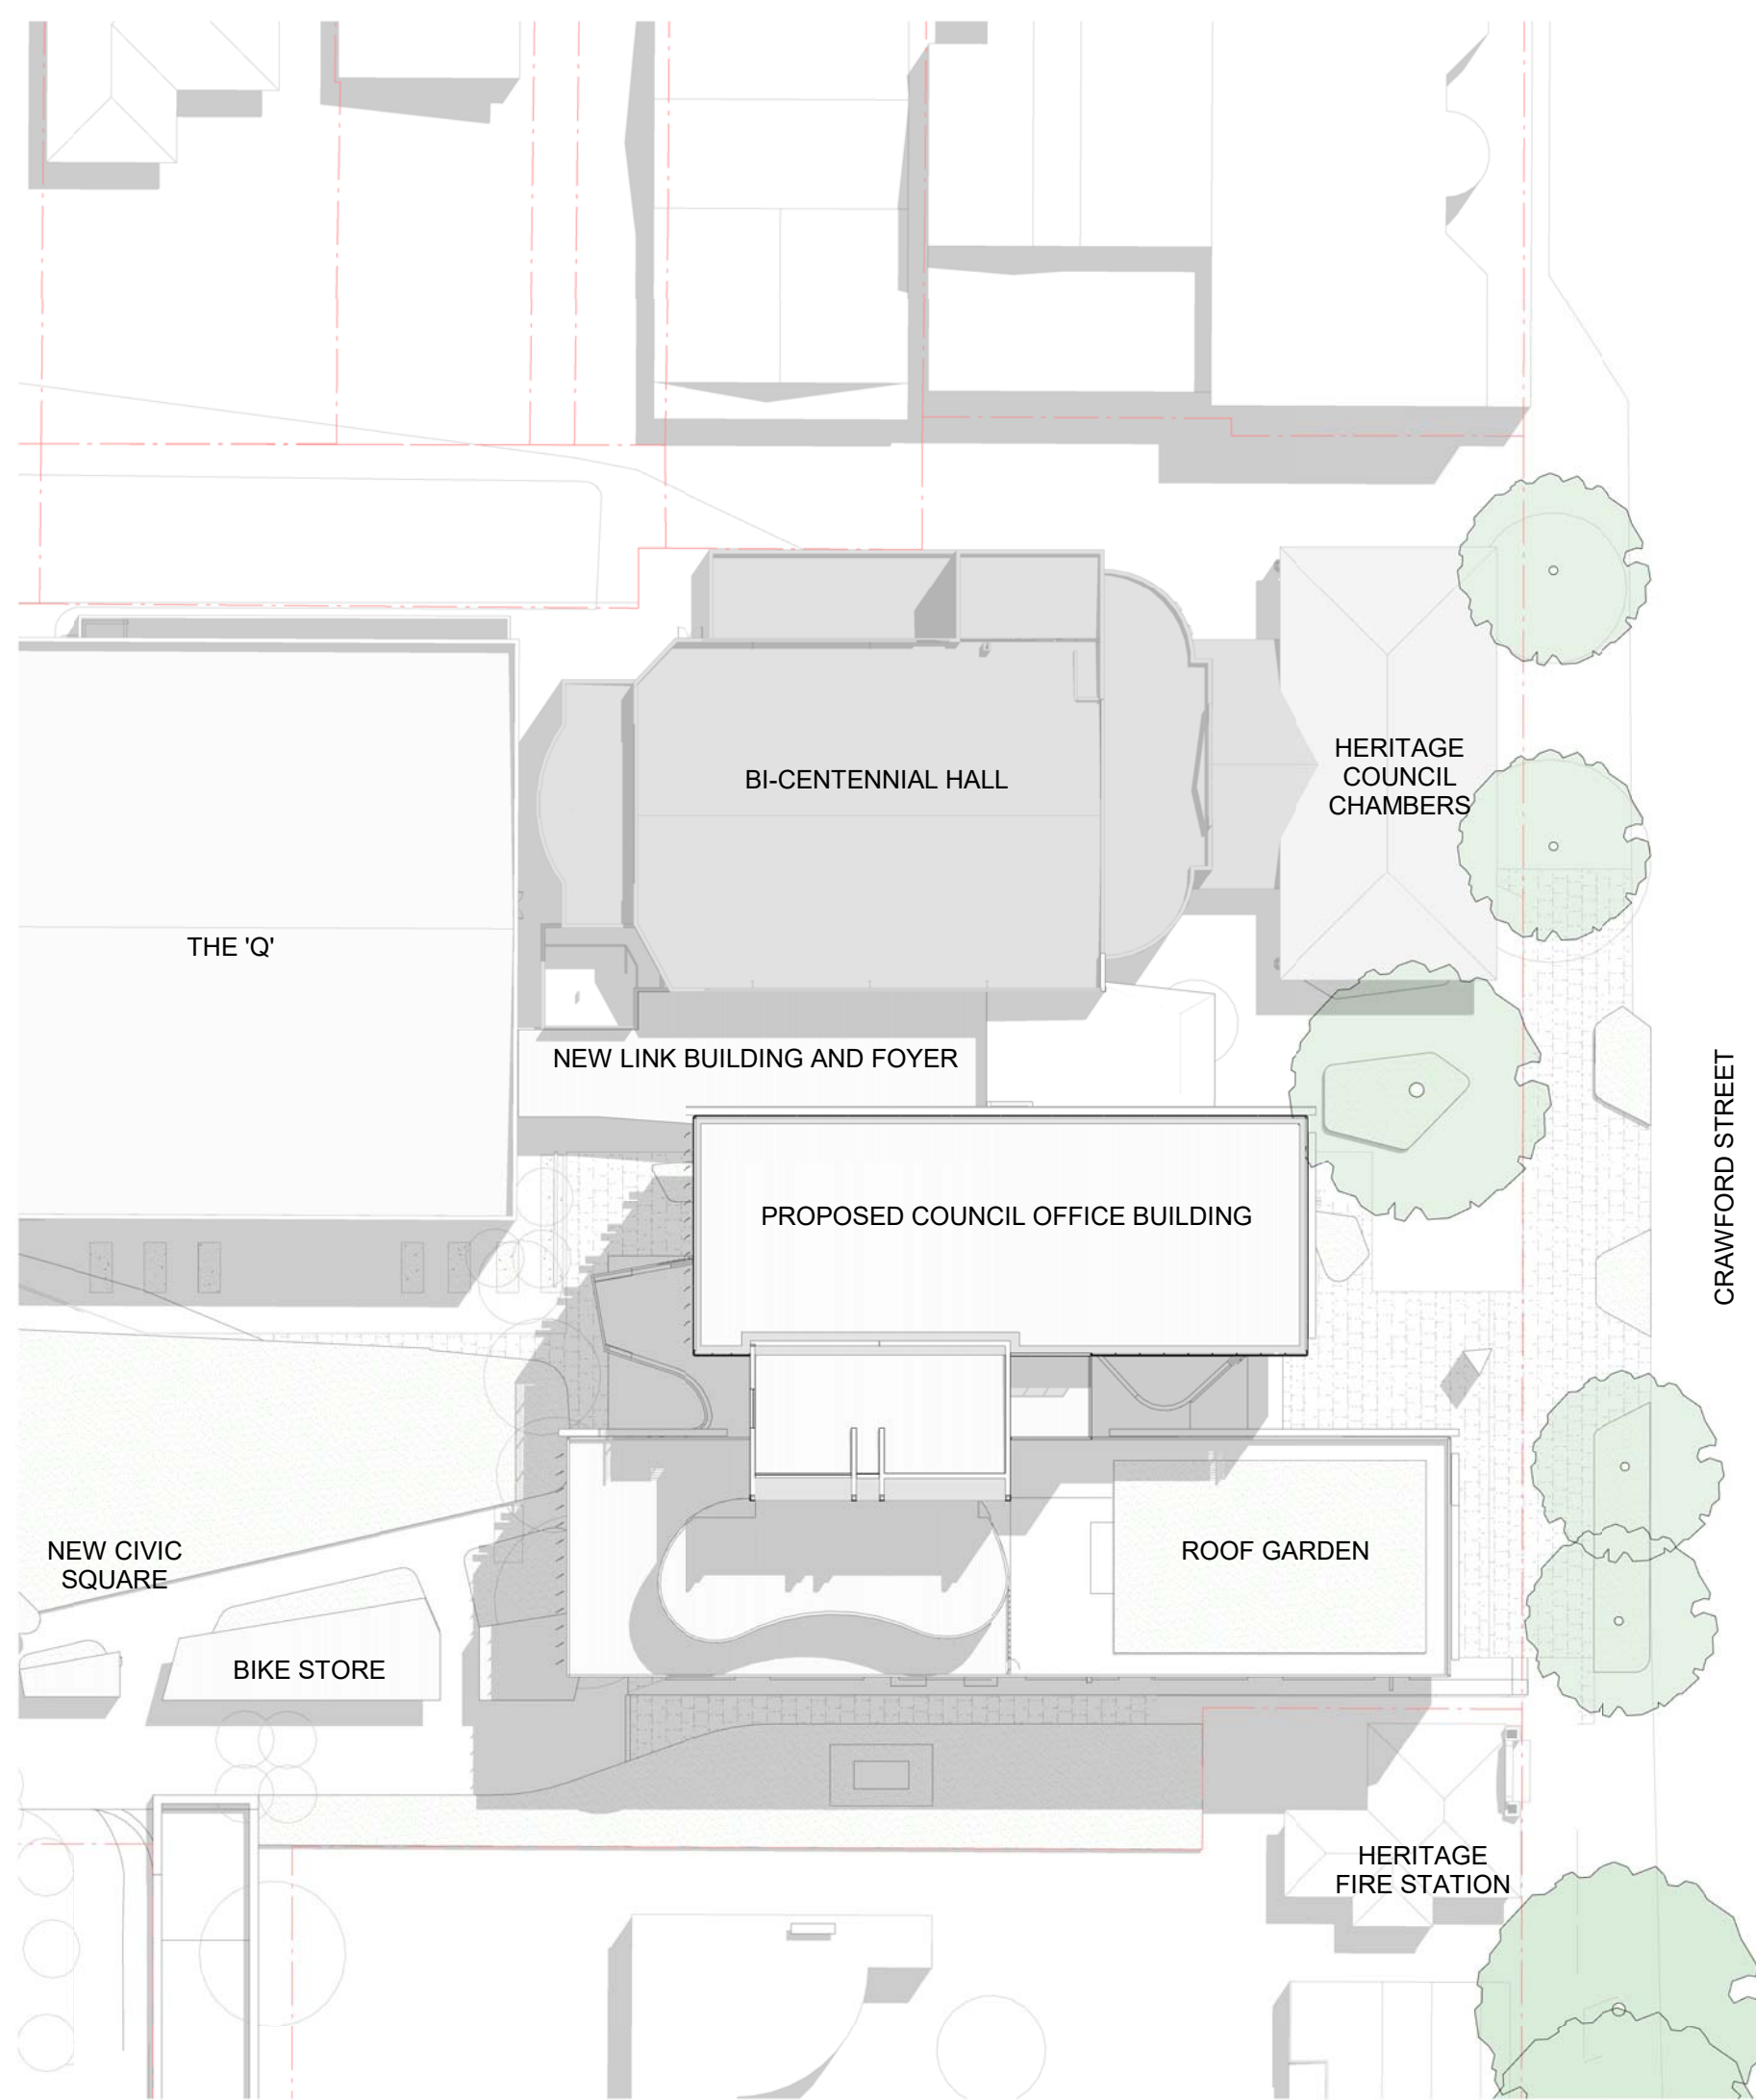 HERITAGE
COUNCIL
CHAMBERS
BI-CENTENNIAL HALL
THE 'Q'
NEW LINK BUILDING AND FOYER
CRAWFORD STREET
PROPOSED COUNCIL OFFICE BUILDING
NEW CIVIC
SQUARE
ROOF GARDEN
BIKE STORE
HERITAGE
FIRE STATION